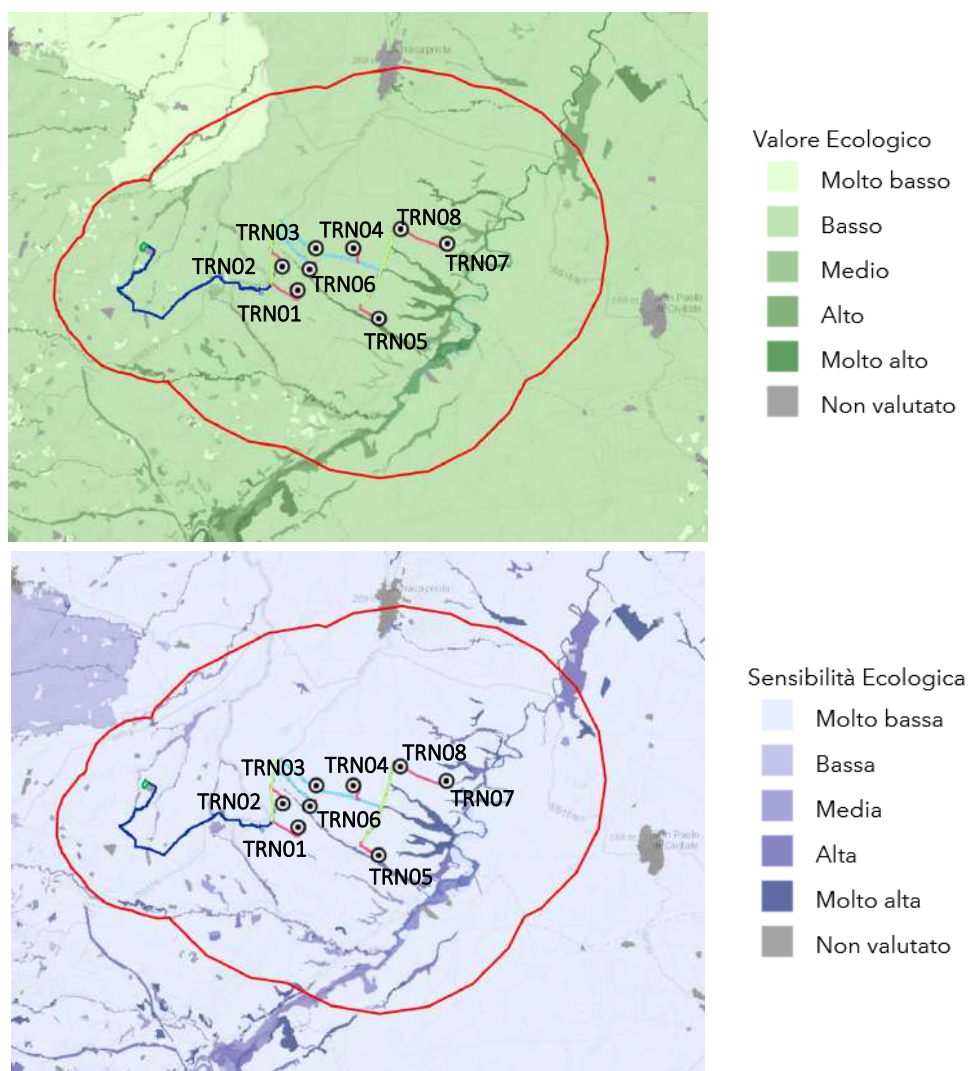 TRN08
TRN03
TRN04
TRN07
TRN02
TRN06
TRN01
TRN05
Valore Ecologico
Molto basso
Basso
Medio
Alto
Molto alto
Non valutato
TRN08
TRN03
TRN04
TRN07
TRN02
TRN06
TRN01
TRN05
Sensibilità Ecologica
Molto bassa
Bassa
Media
Alta
Molto alta
Non valutato